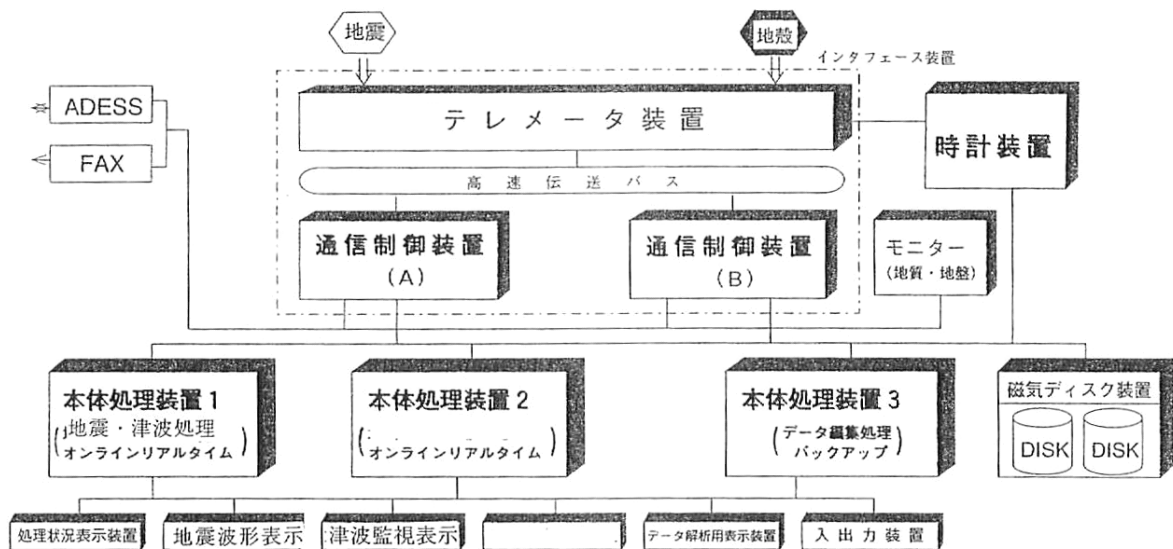 地震
地殻
インタフェース装置
ADESS
FAX
テレメータ装置
時計装置
高速伝送バス
通信制御装置
(A)
通信制御装置
(B)
モニター
(地質・地盤)
本体処理装置1
(地震・津波処理
オンラインリアルタイム)
本体処理装置2
(オンラインリアルタイム)
本体処理装置3
(データ編集処理
バックアップ)
磁気ディスク装置
DISK
DISK
処理状況表示装置
地震波形表示
津波監視表示
データ解析用表示装置
入出力装置